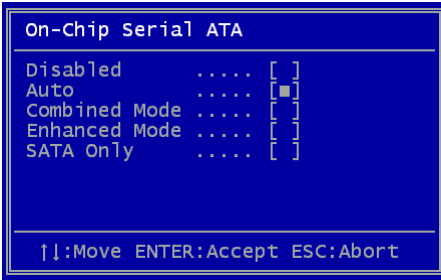 On-Chip Serial ATA
Disabled ..... [ ]
Auto ..... [■]
Combined Mode ..... [ ]
Enhanced Mode ..... [ ]
SATA Only ..... [ ]
↑↓:Move ENTER:Accept ESC:Abort